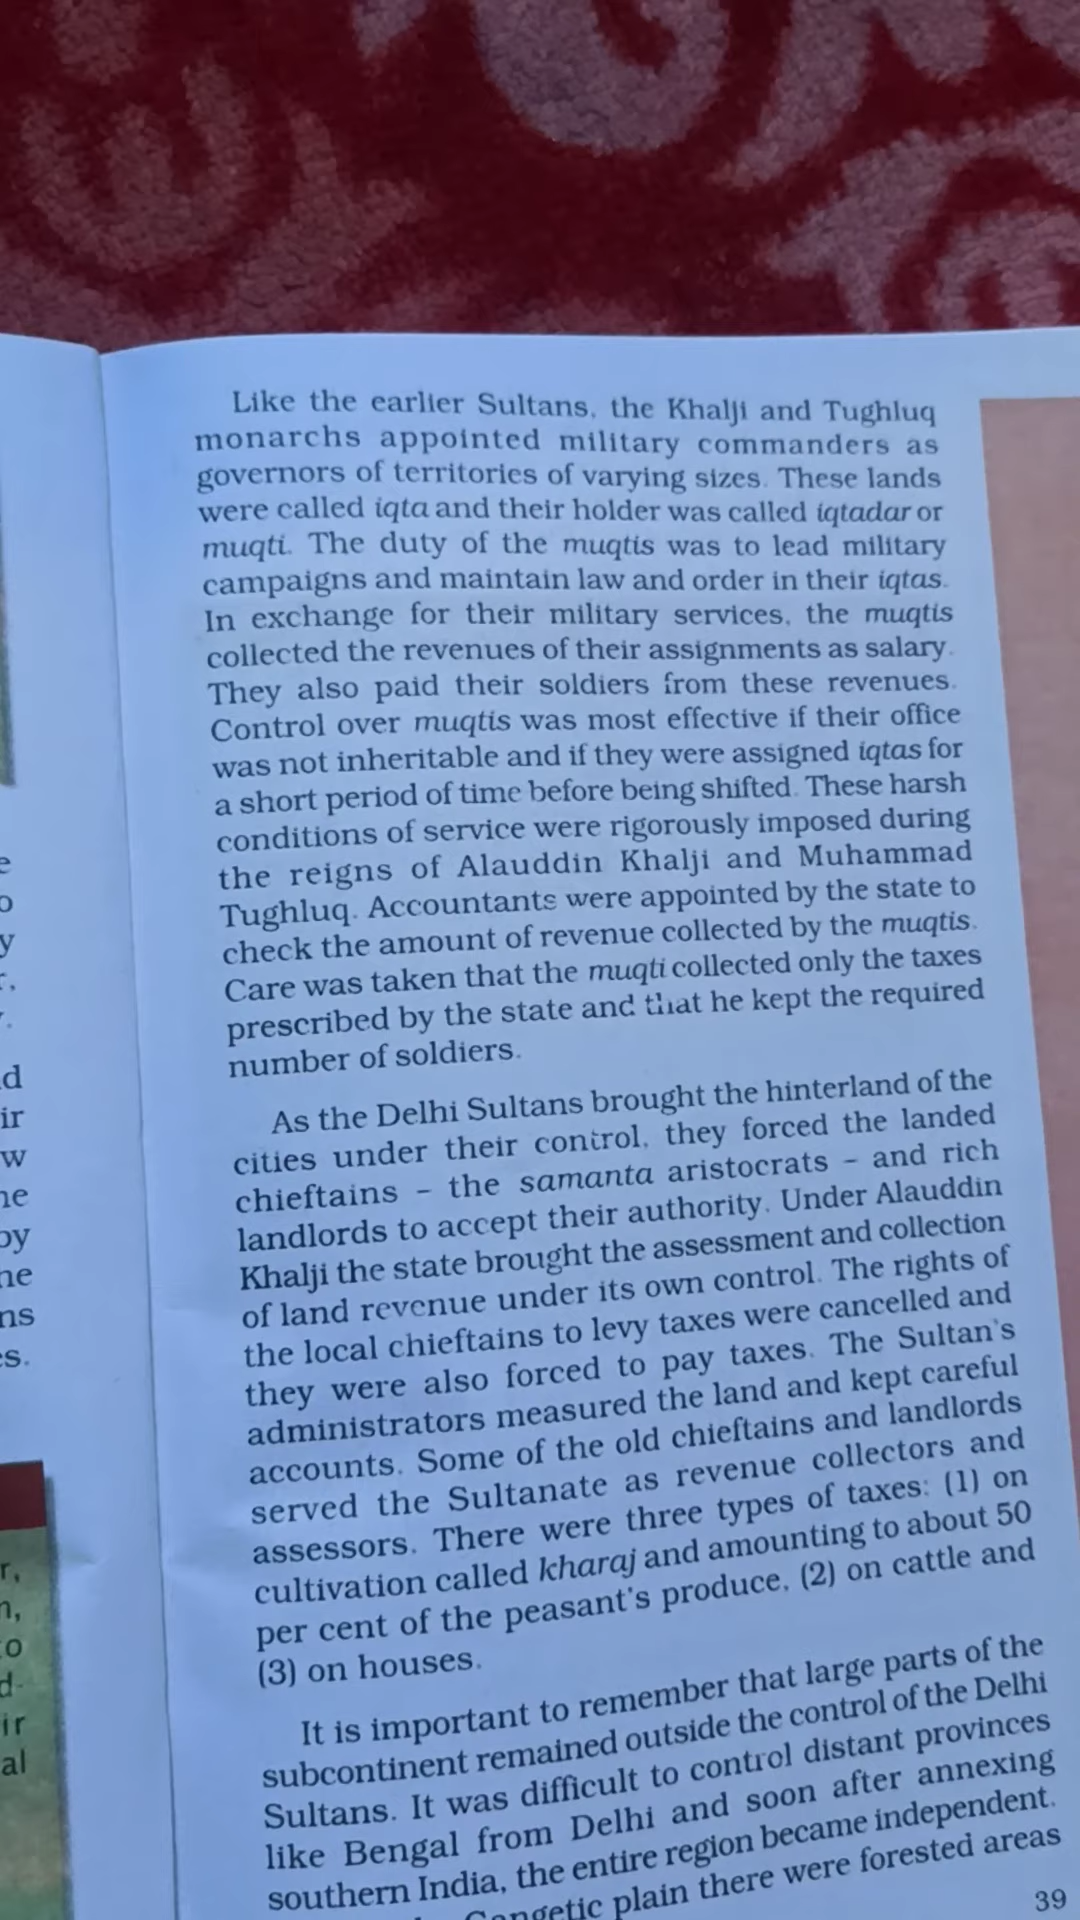 Like the earlier Sultans, the Khalji and Tughluq
monarchs appointed military commanders as
governors of territories of varying sizes. These lands
were called iqta and their holder was called iqtadar or
muqti. The duty of the muqtis was to lead military
campaigns and maintain law and order in their iqtas.
In exchange for their military services, the muqtis
collected the revenues of their assignments as salary.
They also paid their soldiers from these revenues.
Control over muqtis was most effective if their office
was not inheritable and if they were assigned iqtas for
a short period of time before being shifted. These harsh
conditions of service were rigorously imposed during
the reigns of Alauddin Khalji and Muhammad
Tughluq. Accountants were appointed by the state to
check the amount of revenue collected by the muqtis.
Care was taken that the muqti collected only the taxes
prescribed by the state and that he kept the required
number of soldiers.
As the Delhi Sultans brought the hinterland of the
cities under their control, they forced the landed
chieftains – the samanta aristocrats – and rich
landlords to accept their authority. Under Alauddin
Khalji the state brought the assessment and collection
of land revenue under its own control. The rights of
the local chieftains to levy taxes were cancelled and
they were also forced to pay taxes. The Sultan's
administrators measured the land and kept careful
accounts. Some of the old chieftains and landlords
served the Sultanate as revenue collectors and
assessors. There were three types of taxes: (1) on
cultivation called kharaj and amounting to about 50
per cent of the peasant's produce, (2) on cattle and
(3) on houses.
It is important to remember that large parts of the
subcontinent remained outside the control of the Delhi
Sultans. It was difficult to control distant provinces
like Bengal from Delhi and soon after annexing
southern India, the entire region became independent.
Gangetic plain there were forested areas
39